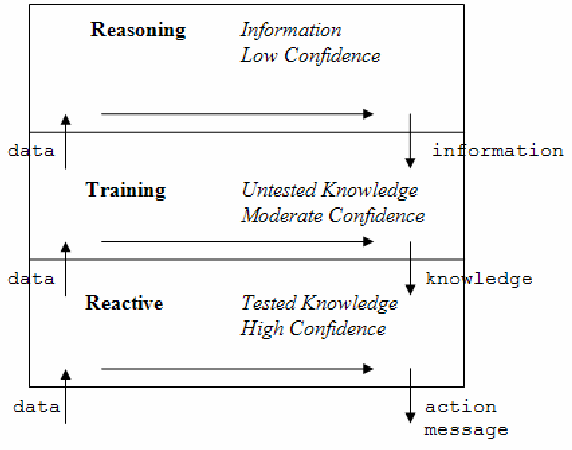 Reasoning Information
Low Confidence
data information
Training Untested Knowledge
Moderate Confidence
data knowledge
Reactive Tested Knowledge
High Confidence
data action
message